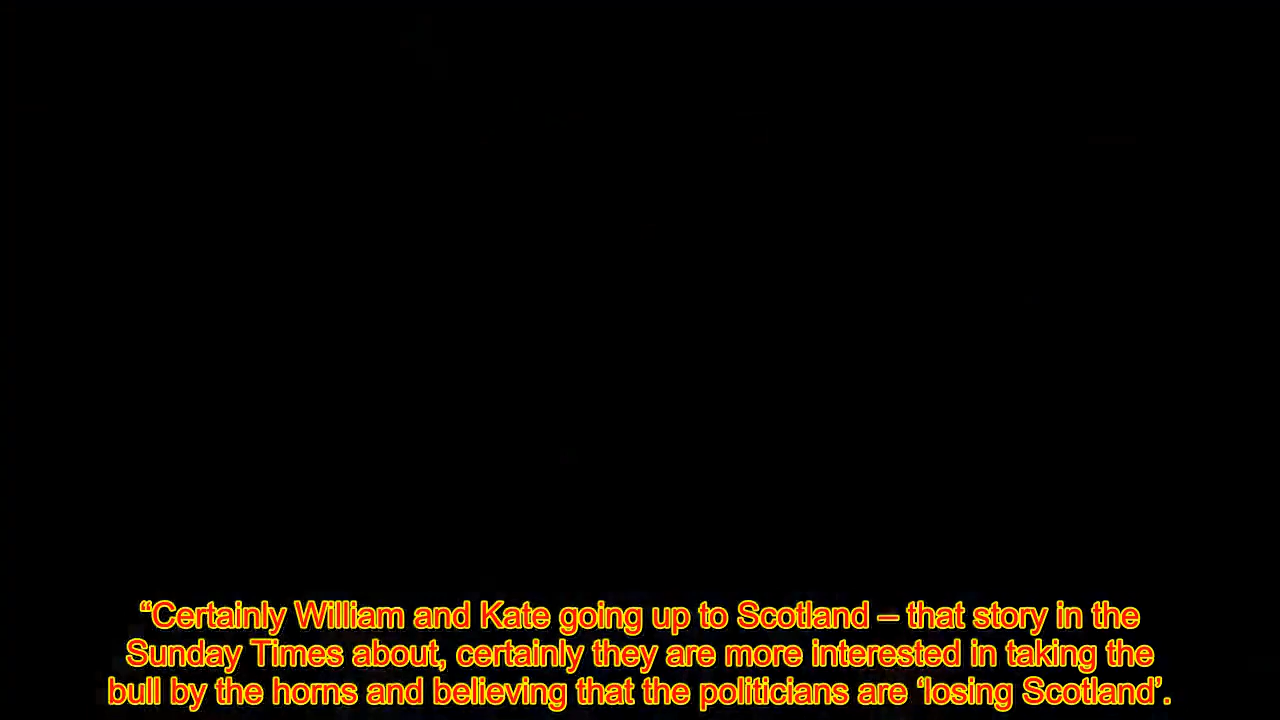 “Certainly William and Kate going up to Scotland – that story in the
Sunday Times about, certainly they are more interested in taking the
bull by the horns and believing that the politicians are ‘losing Scotland’.